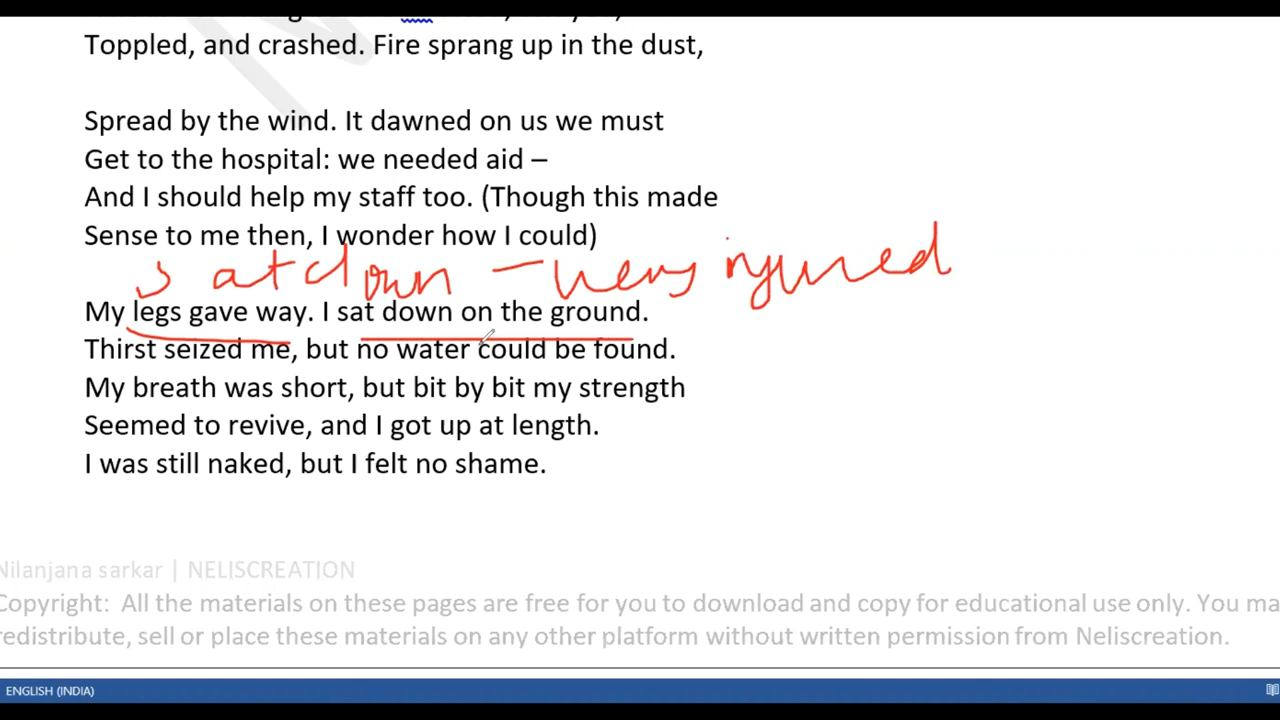 Toppled, and crashed. Fire sprang up in the dust,
Spread by the wind. It dawned on us we must
Get to the hospital: we needed aid –
And I should help my staff too. (Though this made
Sense to me then, I wonder how I could)
sat down – very injured
My legs gave way. I sat down on the ground.
Thirst seized me, but no water could be found.
My breath was short, but bit by bit my strength
Seemed to revive, and I got up at length.
I was still naked, but I felt no shame.
Nilanjana sarkar | NELISCREATION
Copyright: All the materials on these pages are free for you to download and copy for educational use only. You ma
redistribute, sell or place these materials on any other platform without written permission from Neliscreation.
ENGLISH (INDIA)